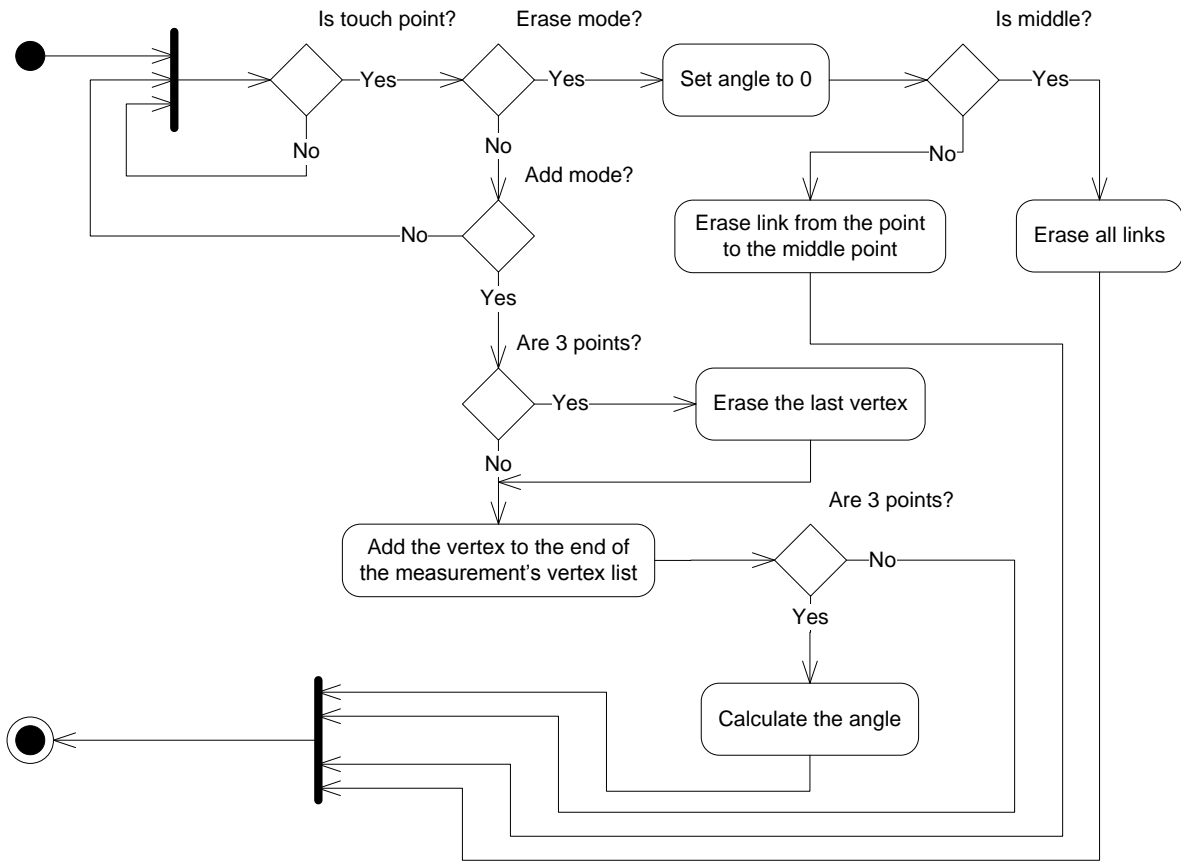 Is touch point?
Erase mode?
Is middle?
Yes
Yes
Set angle to 0
Yes
No
No
No
Add mode?
Erase link from the point
to the middle point
Erase all links
No
Yes
Are 3 points?
Yes
Erase the last vertex
No
Are 3 points?
Add the vertex to the end of
the measurement's vertex list
No
Yes
Calculate the angle